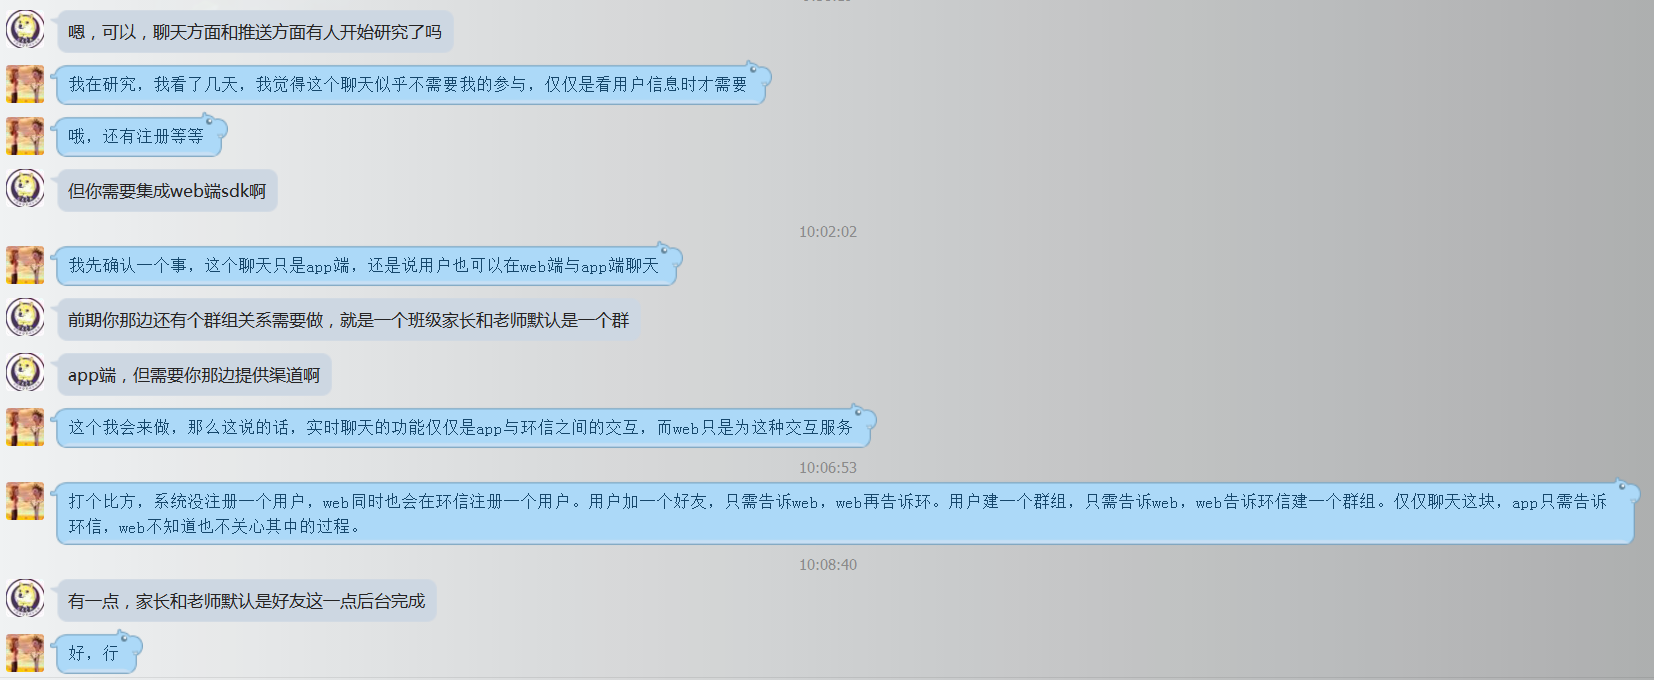 嗯，可以，聊天方面和推送方面有人开始研究了吗
我在研究，我看了几天，我觉得这个聊天似乎不需要我的参与，仅仅是看用户信息时才需要
哦，还有注册等等
但你需要集成web端sdk啊
10:02:02
我先确认一个事，这个聊天只是app端，还是说用户也可以在web端与app端聊天
前期你那边还有个群组关系需要做，就是一个班级家长和老师默认是一个群
app端，但需要你那边提供渠道啊
这个我会来做，那么这说的话，实时聊天的功能仅仅是app与环信之间的交互，而web只是为这种交互服务
10:06:53
打个比方，系统没注册一个用户，web同时也会在环信注册一个用户。用户加一个好友，只需告诉web，web再告诉环。用户建一个群组，只需告诉web，web告诉环信建一个群组。仅仅聊天这块，app只需告诉
环信，web不知道也不关心其中的过程。
10:08:40
有一点，家长和老师默认是好友这一点后台完成
好，行